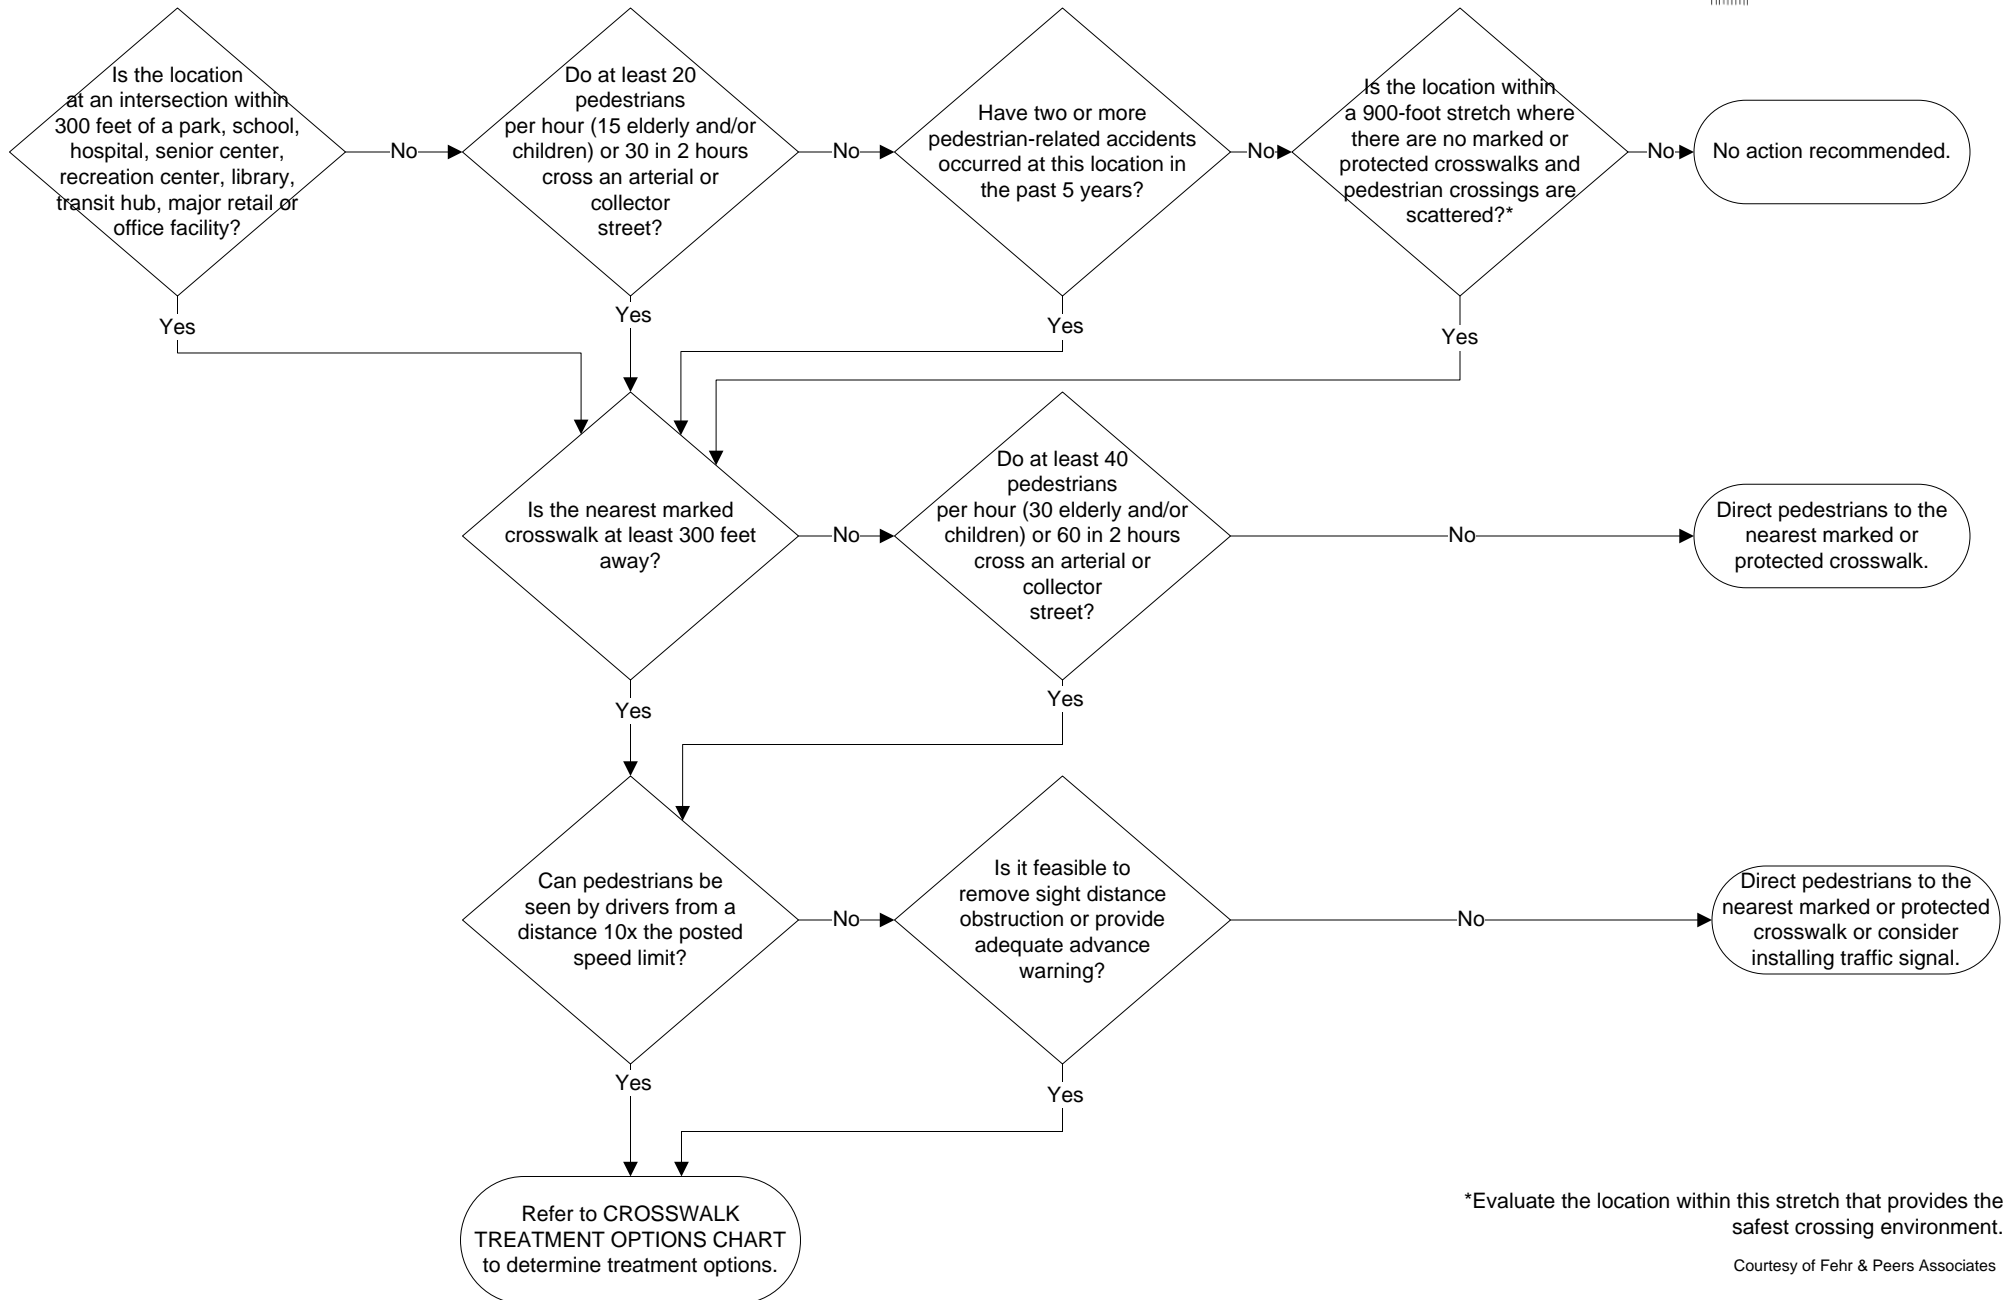 Is the location
at an intersection within
300 feet of a park, school,
hospital, senior center,
recreation center, library,
transit hub, major retail or
office facility?
No
Do at least 20
pedestrians
per hour (15 elderly and/or
children) or 30 in 2 hours
cross an arterial or
collector
street?
No
Have two or more
pedestrian-related accidents
occurred at this location in
the past 5 years?
No
Is the location within
a 900-foot stretch where
there are no marked or
protected crosswalks and
pedestrian crossings are
scattered?*
No
No action recommended.
Yes
Yes
Yes
Yes
Is the nearest marked
crosswalk at least 300 feet
away?
No
Do at least 40
pedestrians
per hour (30 elderly and/or
children) or 60 in 2 hours
cross an arterial or
collector
street?
No
Direct pedestrians to the
nearest marked or
protected crosswalk.
Yes
Yes
Can pedestrians be
seen by drivers from a
distance 10x the posted
speed limit?
No
Is it feasible to
remove sight distance
obstruction or provide
adequate advance
warning?
No
Direct pedestrians to the
nearest marked or protected
crosswalk or consider
installing traffic signal.
Yes
Yes
Refer to CROSSWALK
TREATMENT OPTIONS CHART
to determine treatment options.
*Evaluate the location within this stretch that provides the
safest crossing environment.
Courtesy of Fehr & Peers Associates